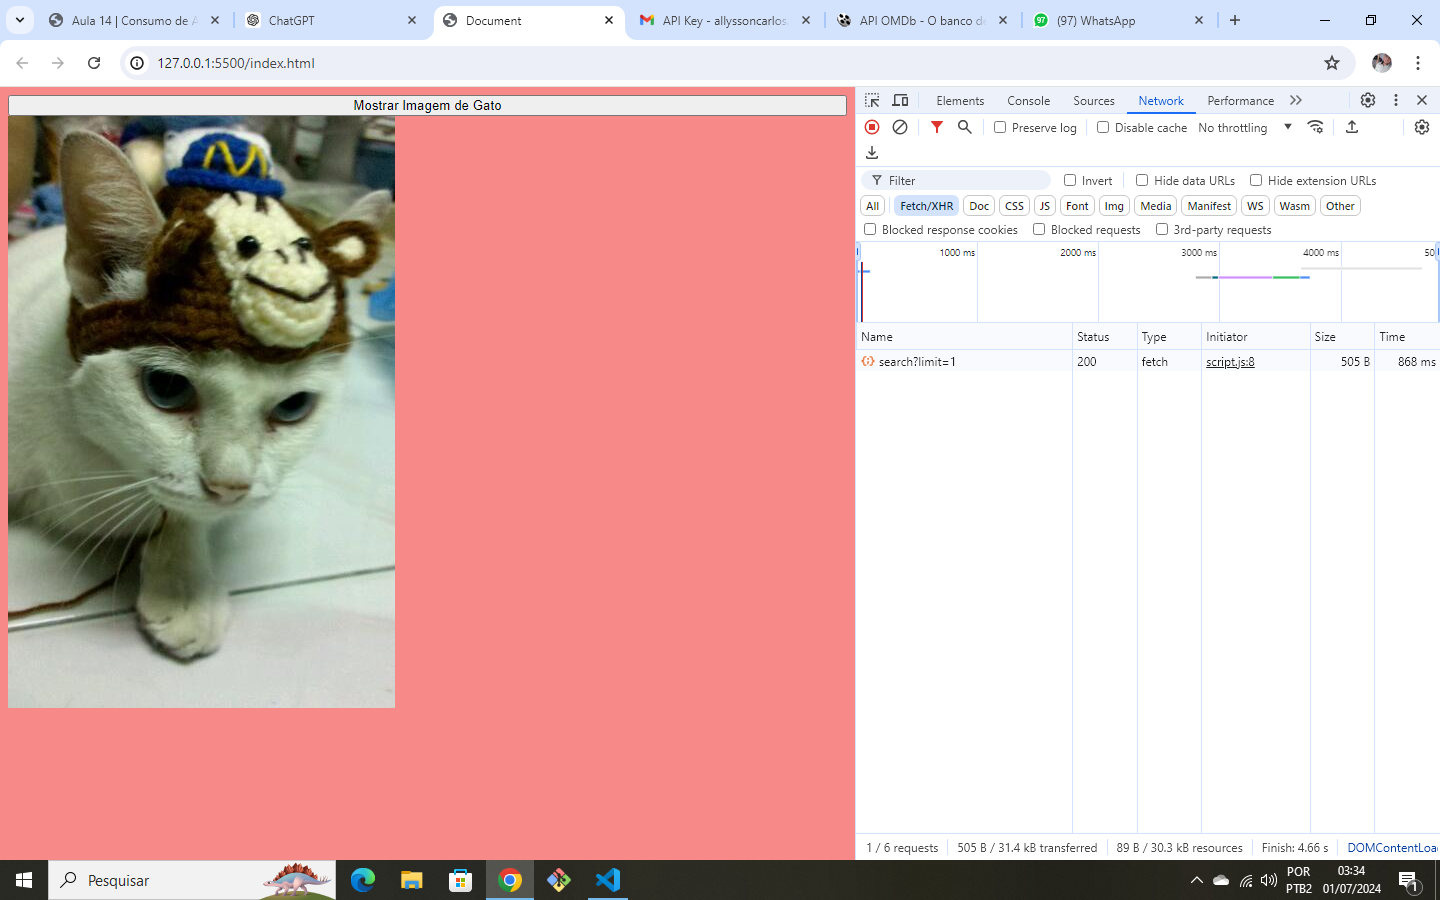 Aula 14 | Consumo de A
ChatGPT
Document
API Key - allyssoncarlos.
API OMDb - O banco de
97
(97) WhatsApp
127.0.0.1:5500/index.html
Mostrar Imagem de Gato
Elements
Console
Sources
Network
Performance
Preserve log
Disable cache
No throttling
Filter
Invert
Hide data URLs
Hide extension URLs
All
Fetch/XHR
Doc
CSS
JS
Font
Img
Media
Manifest
WS
Wasm
Other
Blocked response cookies
Blocked requests
3rd-party requests
1000 ms
2000 ms
3000 ms
4000 ms
50
Name
Status
Type
Initiator
Size
Time
search?limit=1
200
fetch
script.js:8
505 B
868 ms
1 / 6 requests
505 B / 31.4 kB transferred
89 B / 30.3 kB resources
Finish: 4.66 s
DOMContentLoa
Pesquisar
POR
PTB2
03:34
01/07/2024
1